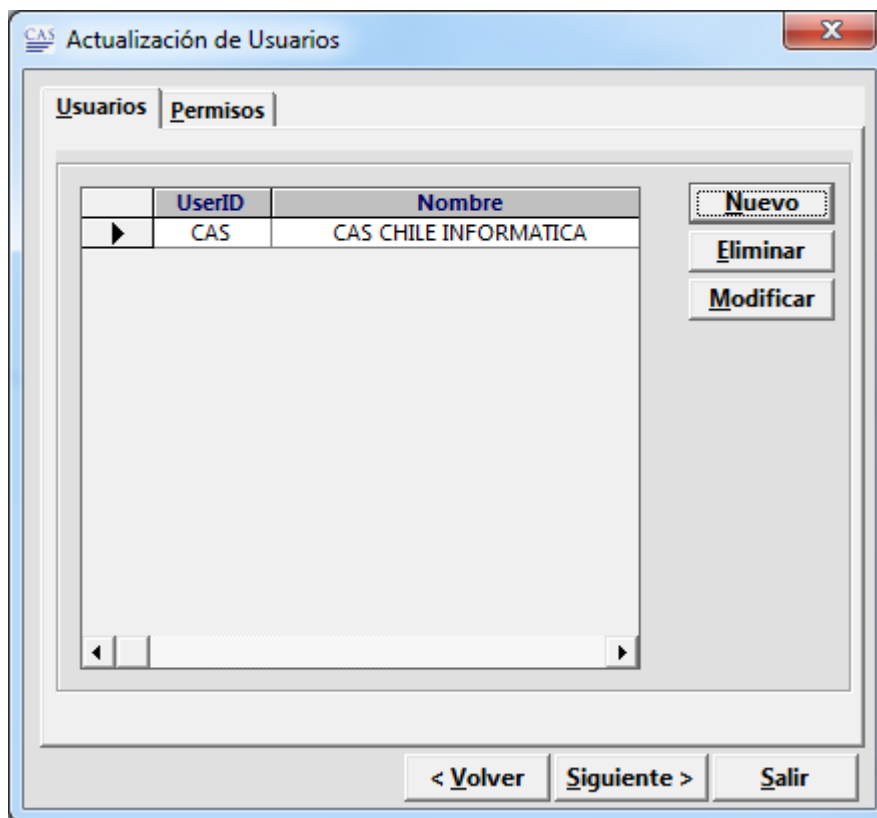 CAS Actualización de Usuarios
Usuarios Permisos
UserID Nombre
CAS CAS CHILE INFORMATICA
Nuevo
Eliminar
Modificar
< Volver Siguiente > Salir